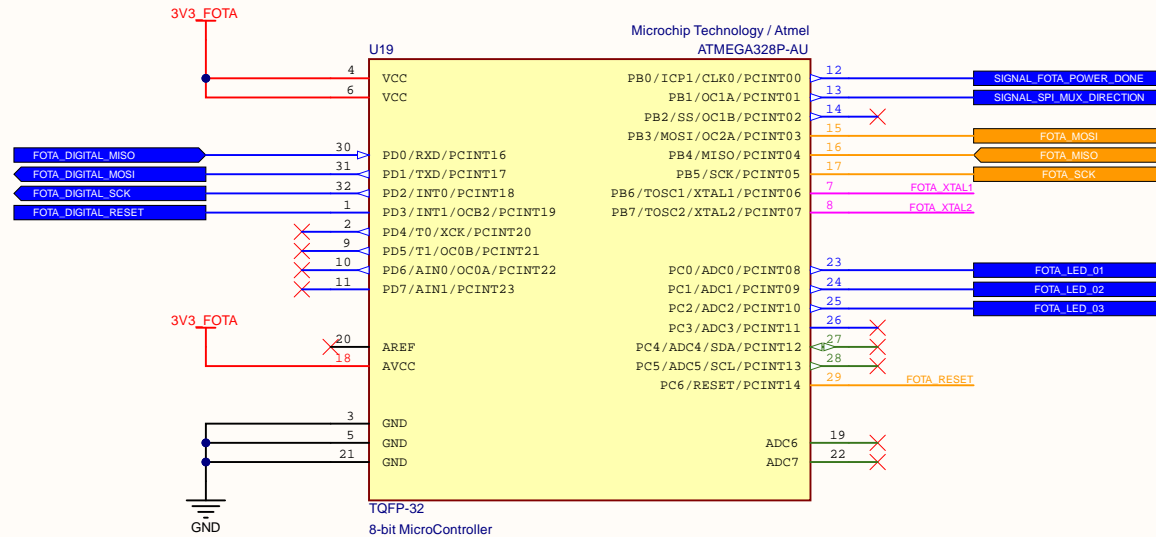 3V3_FOTA
Microchip Technology / Atmel
U19
ATMEGA328P-AU
4 VCC
6 VCC
FOTA_DIGITAL_MISO 30 PD0/RXD/PCINT16
FOTA_DIGITAL_MOSI 31 PD1/TXD/PCINT17
FOTA_DIGITAL_SCK 32 PD2/INT0/PCINT18
FOTA_DIGITAL_RESET 1 PD3/INT1/OCB2/PCINT19
2 PD4/T0/XCK/PCINT20
9 PD5/T1/OC0B/PCINT21
10 PD6/AIN0/OC0A/PCINT22
11 PD7/AIN1/PCINT23
3V3_FOTA
20 AREF
18 AVCC
3 GND
5 GND
21 GND
GND
PB0/ICP1/CLK0/PCINT00 12 SIGNAL_FOTA_POWER_DONE
PB1/OC1A/PCINT01 13 SIGNAL_SPI_MUX_DIRECTION
PB2/SS/OC1B/PCINT02 14
PB3/MOSI/OC2A/PCINT03 15 FOTA_MOSI
PB4/MISO/PCINT04 16 FOTA_MISO
PB5/SCK/PCINT05 17 FOTA_SCK
PB6/TOSC1/XTAL1/PCINT06 7 FOTA_XTAL1
PB7/TOSC2/XTAL2/PCINT07 8 FOTA_XTAL2
PC0/ADC0/PCINT08 23 FOTA_LED_01
PC1/ADC1/PCINT09 24 FOTA_LED_02
PC2/ADC2/PCINT10 25 FOTA_LED_03
PC3/ADC3/PCINT11 26
PC4/ADC4/SDA/PCINT12 27
PC5/ADC5/SCL/PCINT13 28
PC6/RESET/PCINT14 29 FOTA_RESET
ADC6 19
ADC7 22
TQFP-32
8-bit MicroController